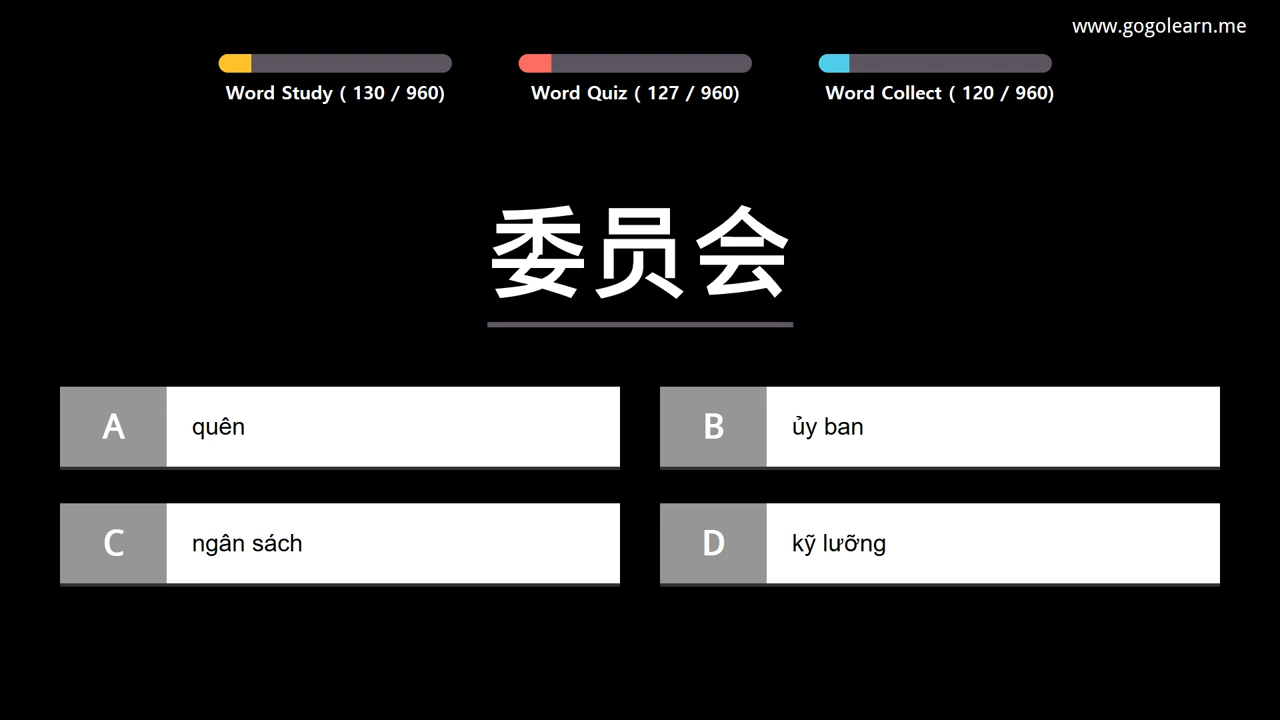 www.gogolearn.me
Word Study ( 130 / 960)
Word Quiz ( 127 / 960)
Word Collect ( 120 / 960)
委员会
A
quên
B
ủy ban
C
ngân sách
D
kỹ lưỡng